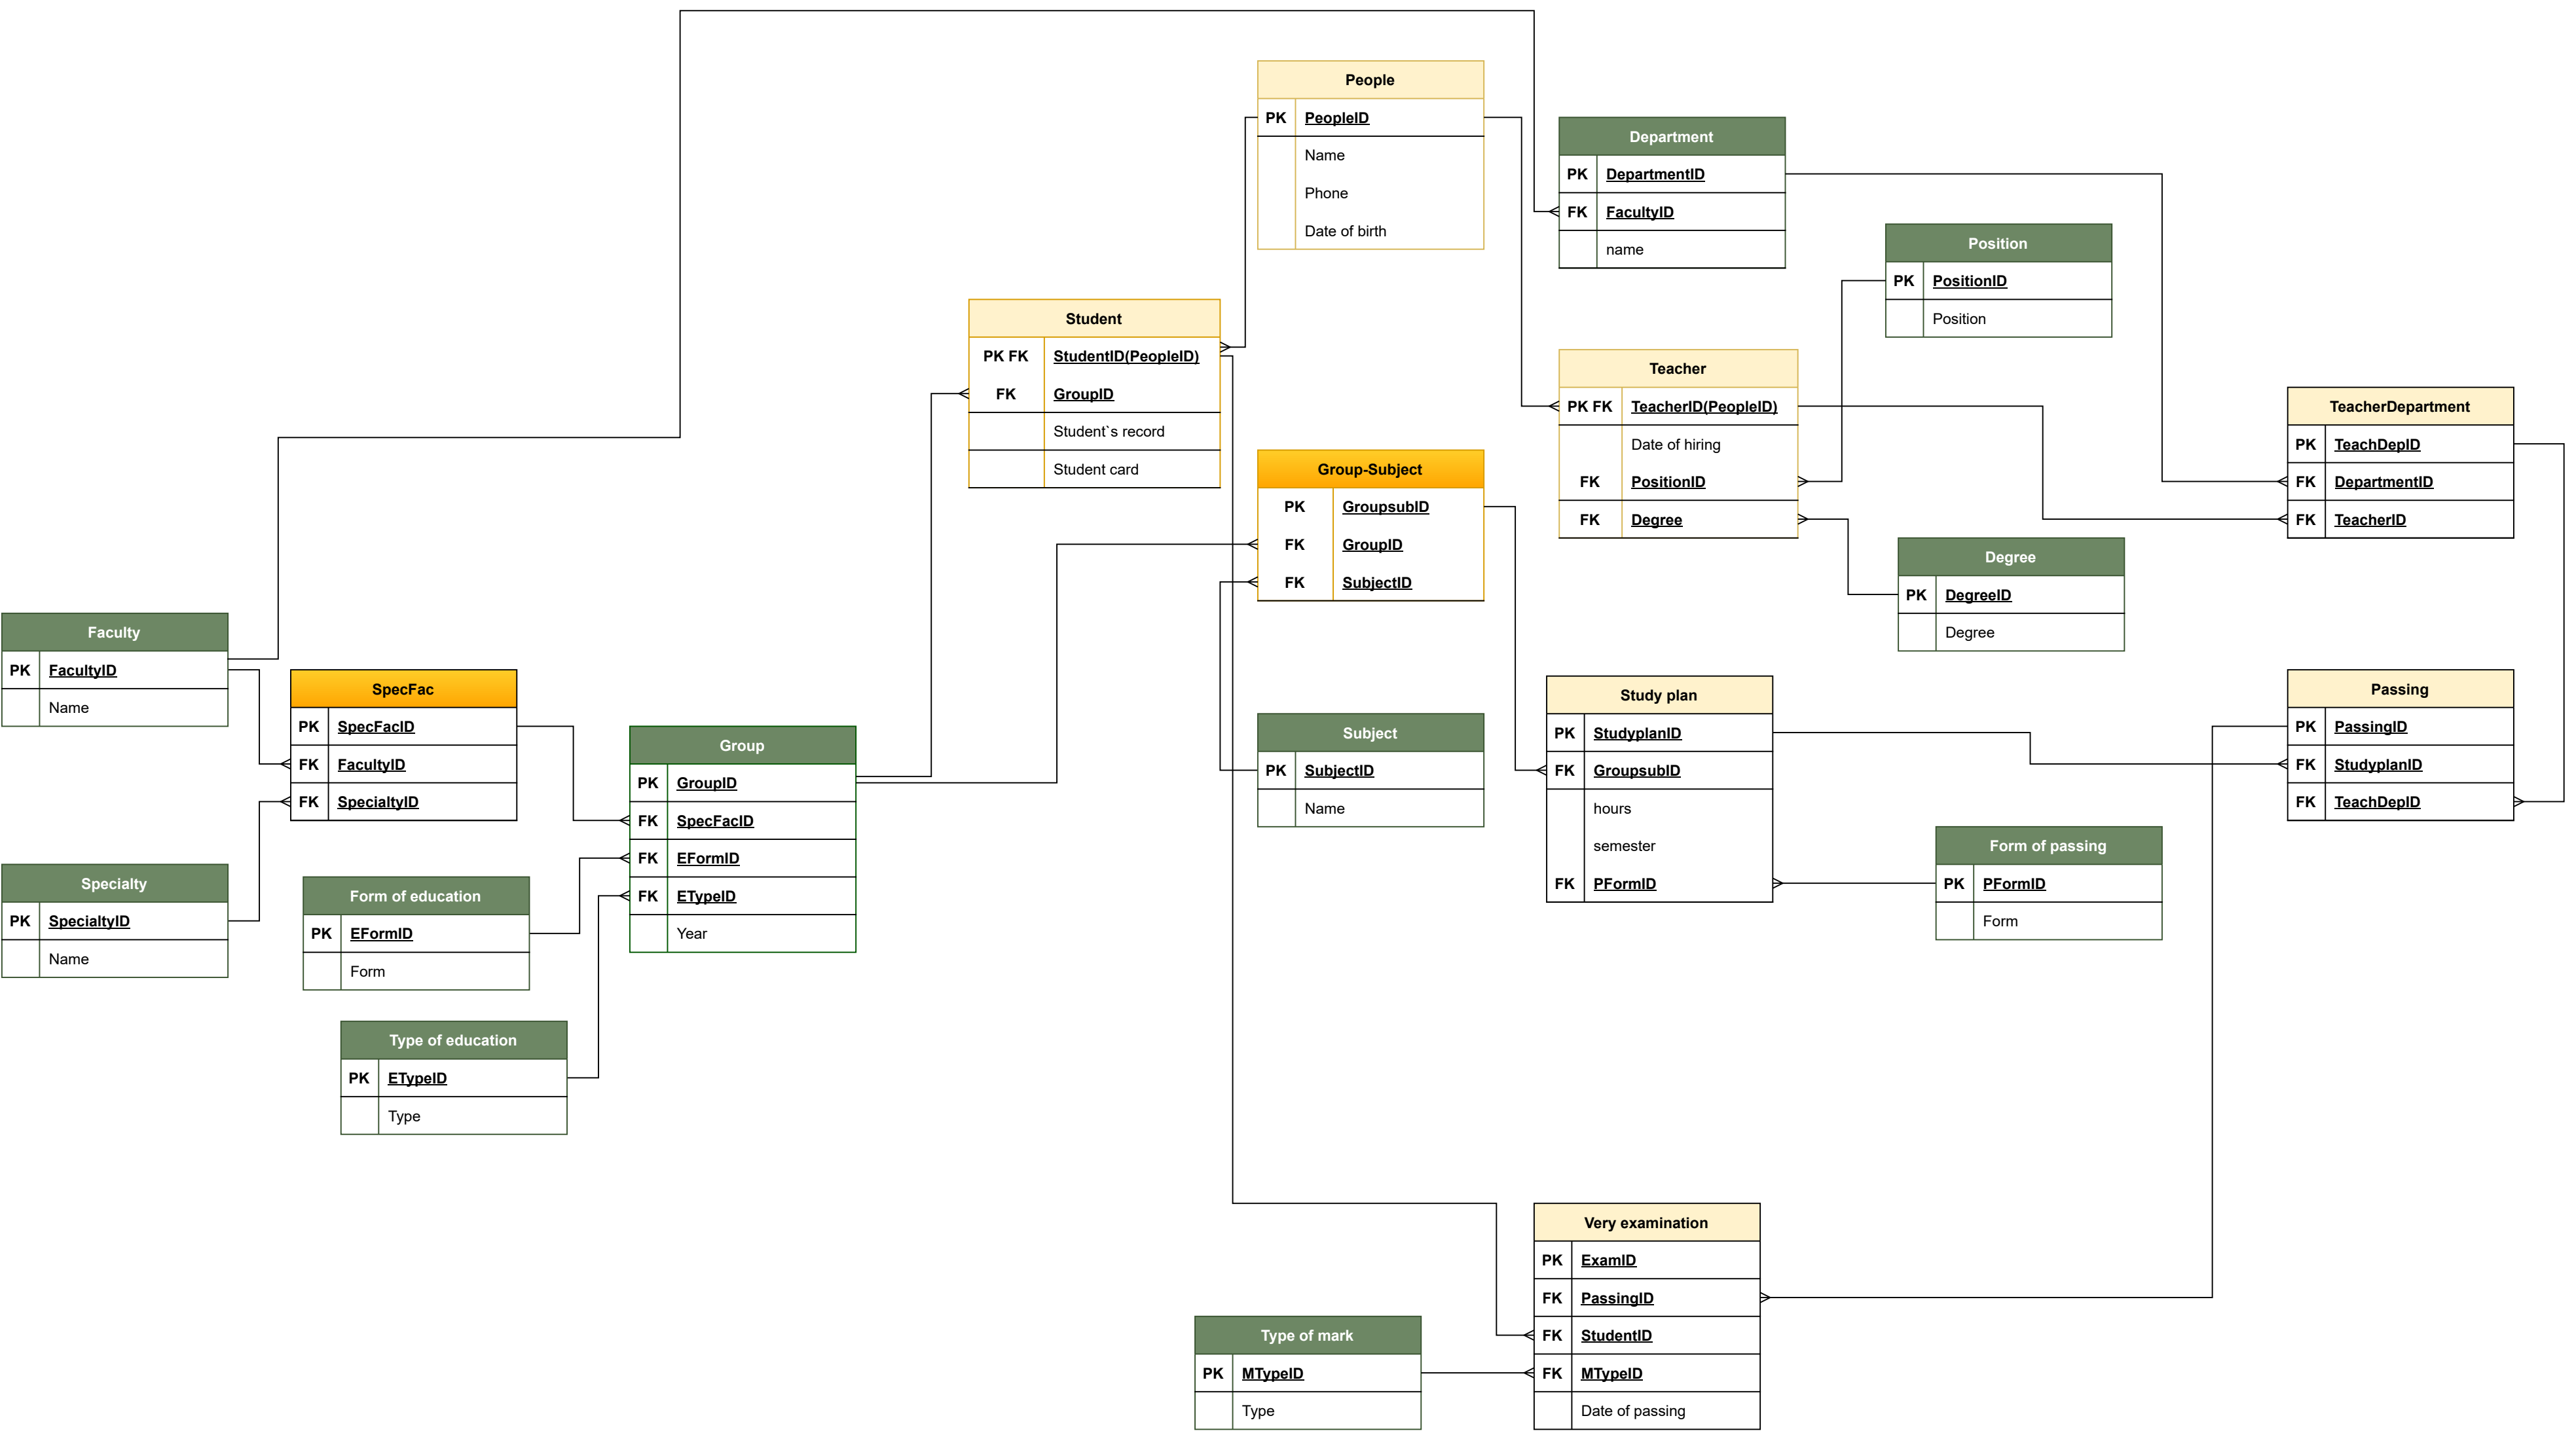 People
PK PeopleID
Name
Phone
Date of birth
Department
PK DepartmentID
FK FacultyID
name
Position
PK PositionID
Position
Student
PK FK StudentID(PeopleID)
FK GroupID
Student`s record
Student card
Teacher
PK FK TeacherID(PeopleID)
Date of hiring
FK PositionID
FK Degree
TeacherDepartment
PK TeachDepID
FK DepartmentID
FK TeacherID
Group-Subject
PK GroupsubID
FK GroupID
FK SubjectID
Degree
PK DegreeID
Degree
Faculty
PK FacultyID
Name
SpecFac
PK SpecFacID
FK FacultyID
FK SpecialtyID
Group
PK GroupID
FK SpecFacID
FK EFormID
FK ETypeID
Year
Subject
PK SubjectID
Name
Study plan
PK StudyplanID
FK GroupsubID
hours
semester
FK PFormID
Passing
PK PassingID
FK StudyplanID
FK TeachDepID
Form of passing
PK PFormID
Form
Specialty
PK SpecialtyID
Name
Form of education
PK EFormID
Form
Type of education
PK ETypeID
Type
Very examination
PK ExamID
FK PassingID
FK StudentID
FK MTypeID
Date of passing
Type of mark
PK MTypeID
Type